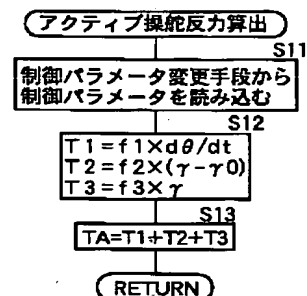 アクティブ操舵反力算出
S11
制御パラメータ変更手段から
制御パラメータを読み込む
S12
T1=f1×dθ/dt
T2=f2×(γ-γ0)
T3=f3×γ
S13
TA=T1+T2+T3
RETURN